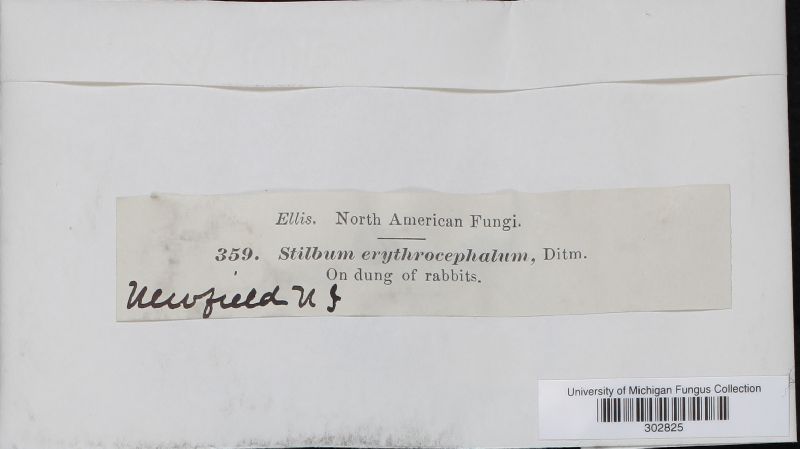 Ellis. North American Fungi.
359. Stilbum erythrocephalum, Ditm.
On dung of rabbits.
Newfield N J
University of Michigan Fungus Collection
302825